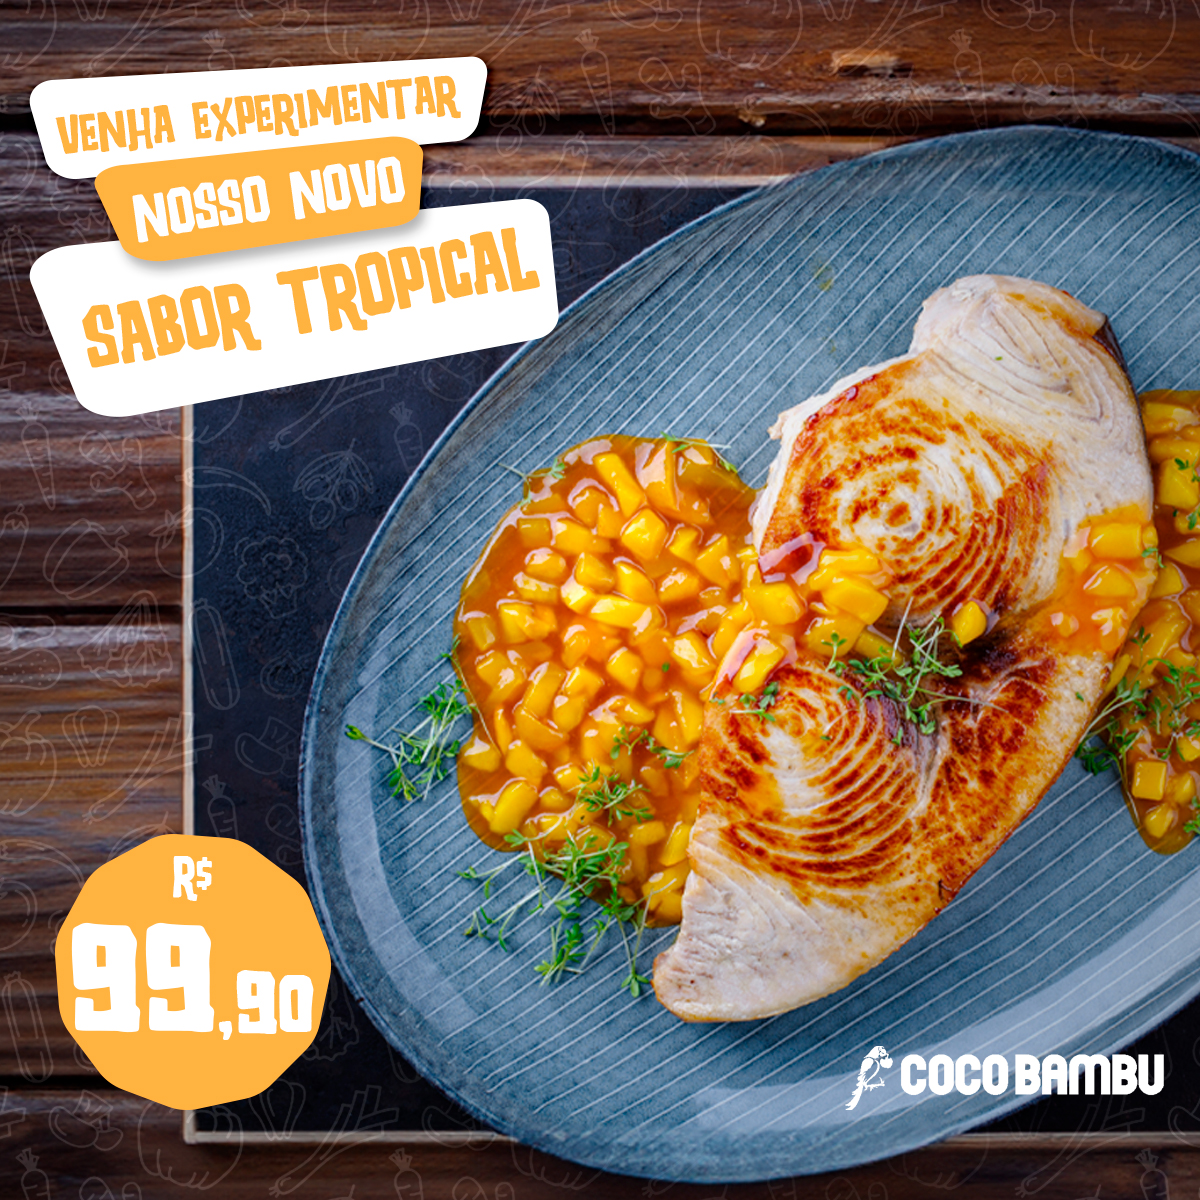 VENHA EXPERIMENTAR
NOSSO NOVO
SABOR TROPICAL
R$
99,90
COCO BAMBU